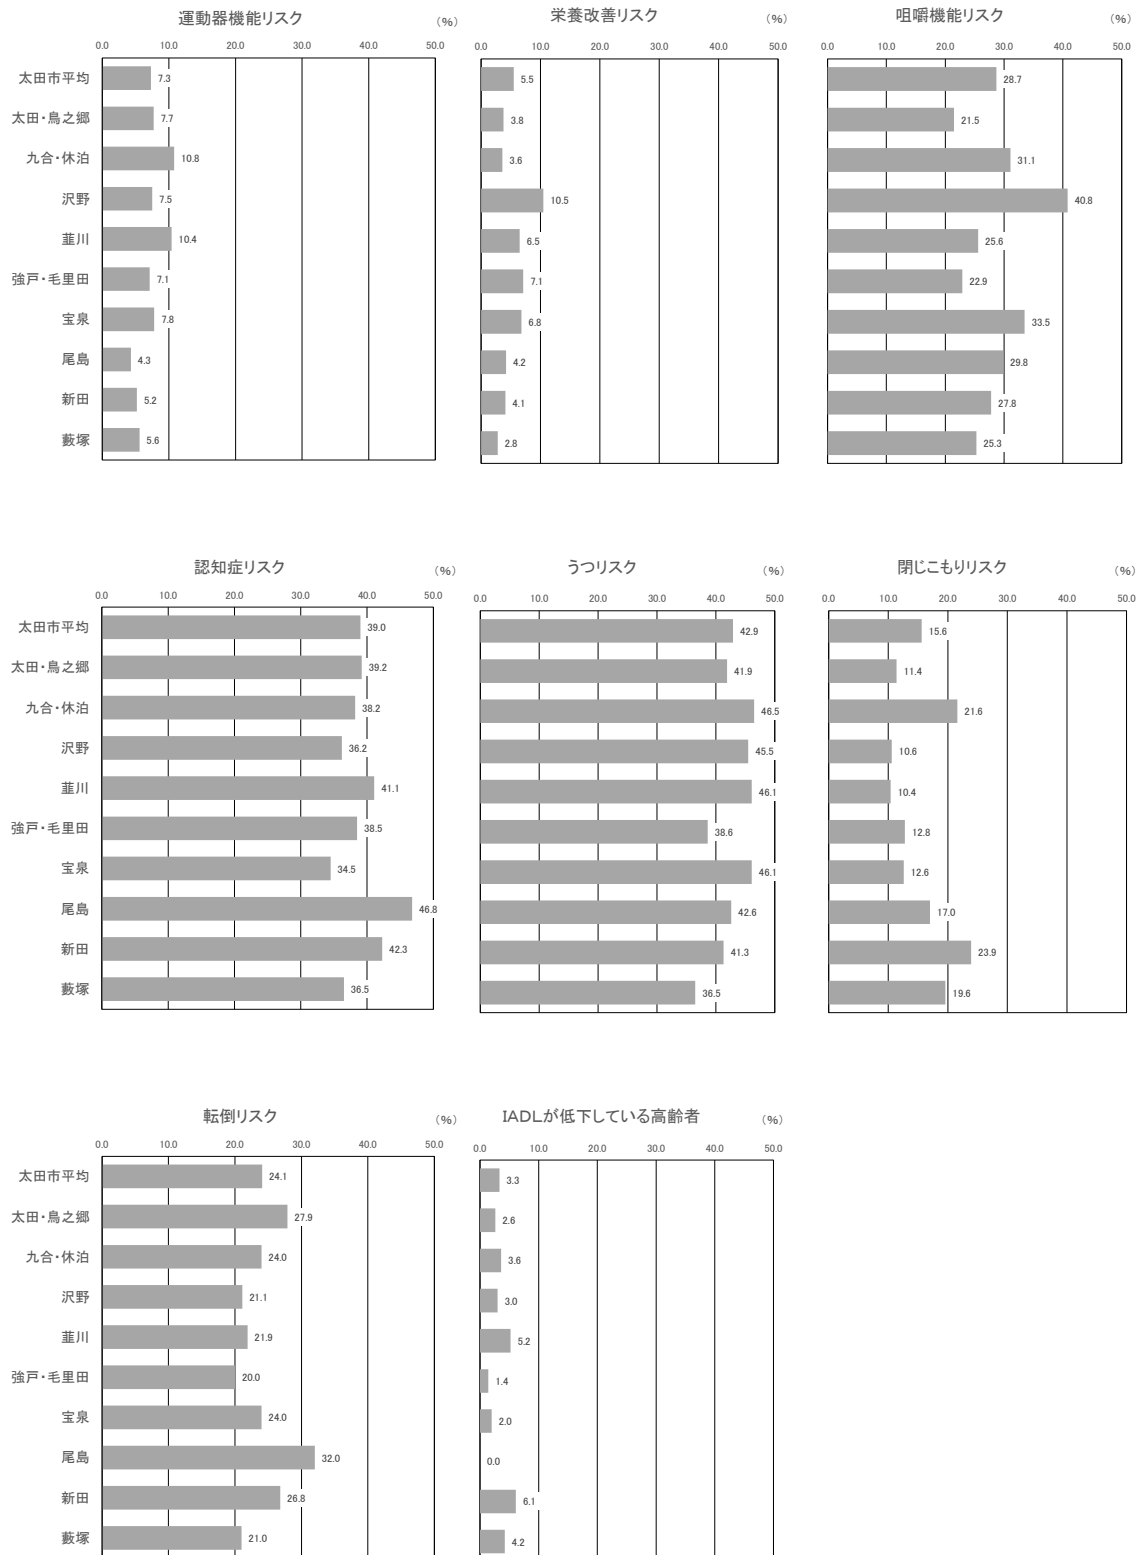 運動器機能リスク
(%)
0.0 10.0 20.0 30.0 40.0 50.0
太田市平均 7.3
太田・鳥之郷 7.7
九合・休泊 10.8
沢野 7.5
韮川 10.4
強戸・毛里田 7.1
宝泉 7.8
尾島 4.3
新田 5.2
藪塚 5.6
栄養改善リスク
(%)
0.0 10.0 20.0 30.0 40.0 50.0
5.5
3.8
3.6
10.5
6.5
7.1
6.8
4.2
4.1
2.8
咀嚼機能リスク
(%)
0.0 10.0 20.0 30.0 40.0 50.0
28.7
21.5
31.1
40.8
25.6
22.9
33.5
29.8
27.8
25.3
認知症リスク
(%)
0.0 10.0 20.0 30.0 40.0 50.0
太田市平均 39.0
太田・鳥之郷 39.2
九合・休泊 38.2
沢野 36.2
韮川 41.1
強戸・毛里田 38.5
宝泉 34.5
尾島 46.8
新田 42.3
藪塚 36.5
うつリスク
(%)
0.0 10.0 20.0 30.0 40.0 50.0
42.9
41.9
46.5
45.5
46.1
38.6
46.1
42.6
41.3
36.5
閉じこもりリスク
(%)
0.0 10.0 20.0 30.0 40.0 50.0
15.6
11.4
21.6
10.6
10.4
12.8
12.6
17.0
23.9
19.6
転倒リスク
(%)
0.0 10.0 20.0 30.0 40.0 50.0
太田市平均 24.1
太田・鳥之郷 27.9
九合・休泊 24.0
沢野 21.1
韮川 21.9
強戸・毛里田 20.0
宝泉 24.0
尾島 32.0
新田 26.8
藪塚 21.0
IADLが低下している高齢者
(%)
0.0 10.0 20.0 30.0 40.0 50.0
3.3
2.6
3.6
3.0
5.2
1.4
2.0
0.0
6.1
4.2